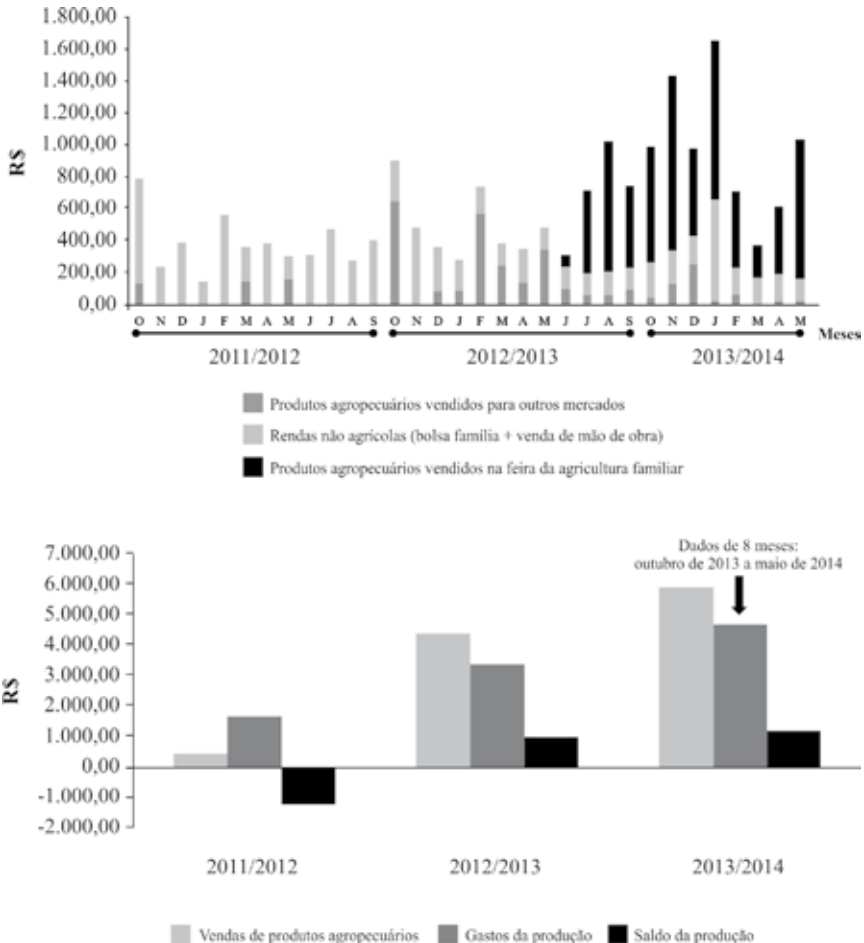 1.800,00
1.600,00
1.400,00
1.200,00
1.000,00
800,00
600,00
400,00
200,00
0,00
R$
O N D J F M A M J J A S O N D J F M A M J J A S O N D J F M A M
Meses
2011/2012 2012/2013 2013/2014
Produtos agropecuários vendidos para outros mercados
Rendas não agrícolas (bolsa família + venda de mão de obra)
Produtos agropecuários vendidos na feira da agricultura familiar
7.000,00
6.000,00
5.000,00
4.000,00
3.000,00
2.000,00
1.000,00
0,00
-1.000,00
-2.000,00
R$
Dados de 8 meses:
outubro de 2013 a maio de 2014
2011/2012 2012/2013 2013/2014
Vendas de produtos agropecuários Gastos da produção Saldo da produção